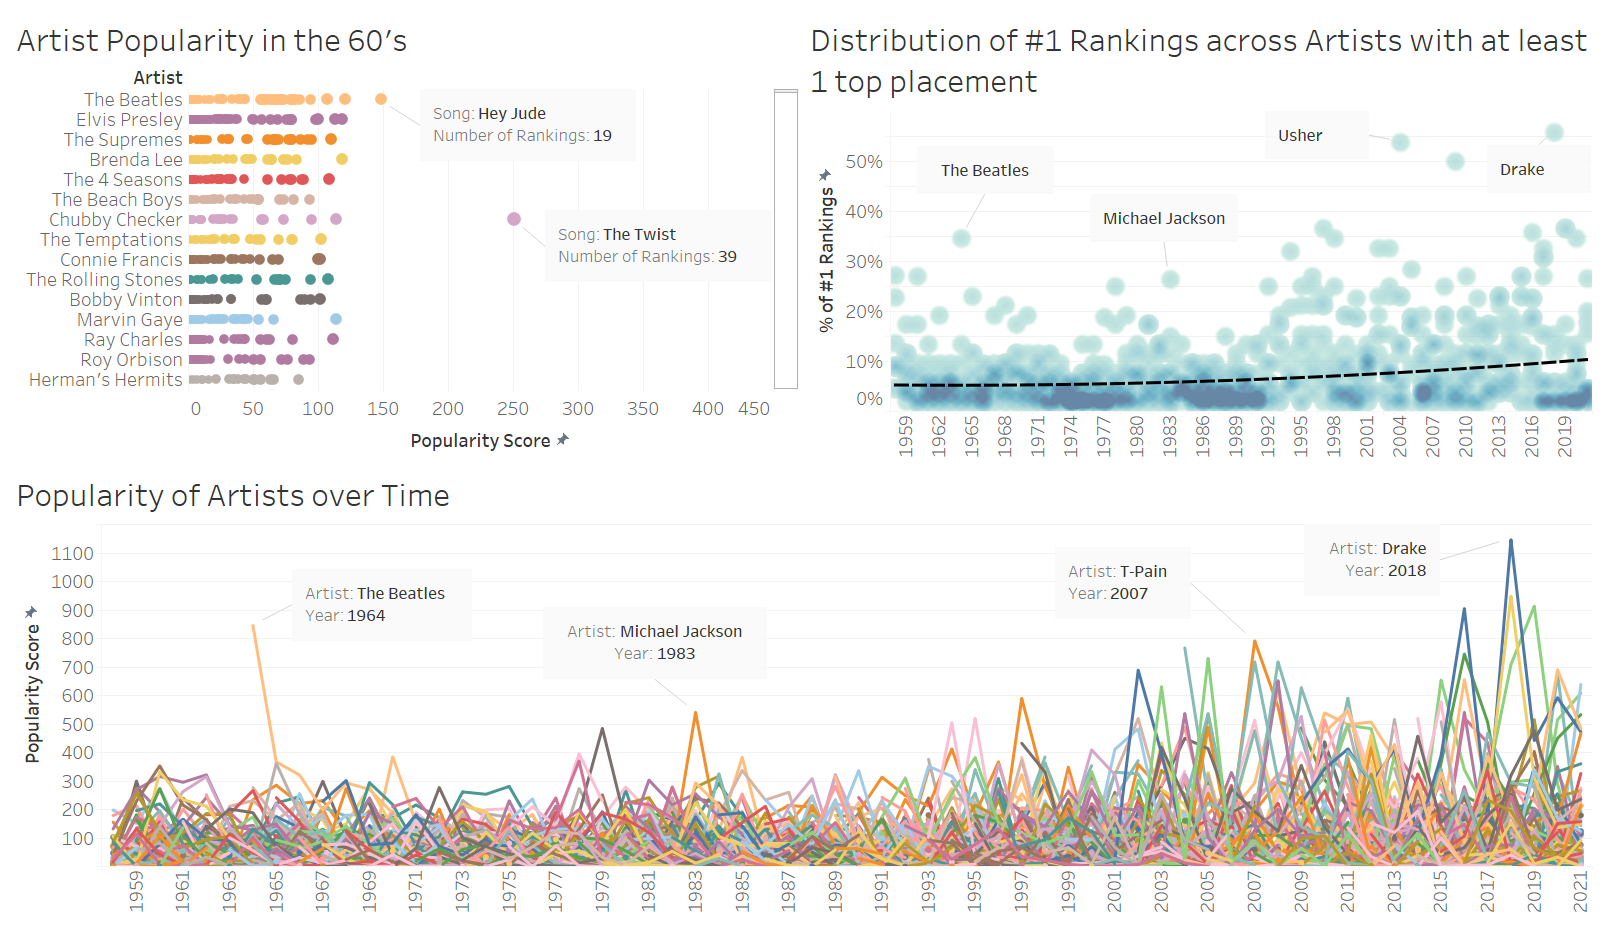 Artist Popularity in the 60's
Artist
The Beatles
Elvis Presley
The Supremes
Brenda Lee
The 4 Seasons
The Beach Boys
Chubby Checker
The Temptations
Connie Francis
The Rolling Stones
Bobby Vinton
Marvin Gaye
Ray Charles
Roy Orbison
Herman's Hermits
Song: Hey Jude
Number of Rankings: 19
Song: The Twist
Number of Rankings: 39
0 50 100 150 200 250 300 350 400 450
Popularity Score
Distribution of #1 Rankings across Artists with at least
1 top placement
% of #1 Rankings
50%
40%
30%
20%
10%
0%
The Beatles
Michael Jackson
Usher
Drake
1959 1962 1965 1968 1971 1974 1977 1980 1983 1986 1989 1992 1995 1998 2001 2004 2007 2010 2013 2016 2019
Popularity of Artists over Time
Popularity Score
1100
1000
900
800
700
600
500
400
300
200
100
Artist: The Beatles
Year: 1964
Artist: Michael Jackson
Year: 1983
Artist: T-Pain
Year: 2007
Artist: Drake
Year: 2018
1959 1961 1963 1965 1967 1969 1971 1973 1975 1977 1979 1981 1983 1985 1987 1989 1991 1993 1995 1997 1999 2001 2003 2005 2007 2009 2011 2013 2015 2017 2019 2021